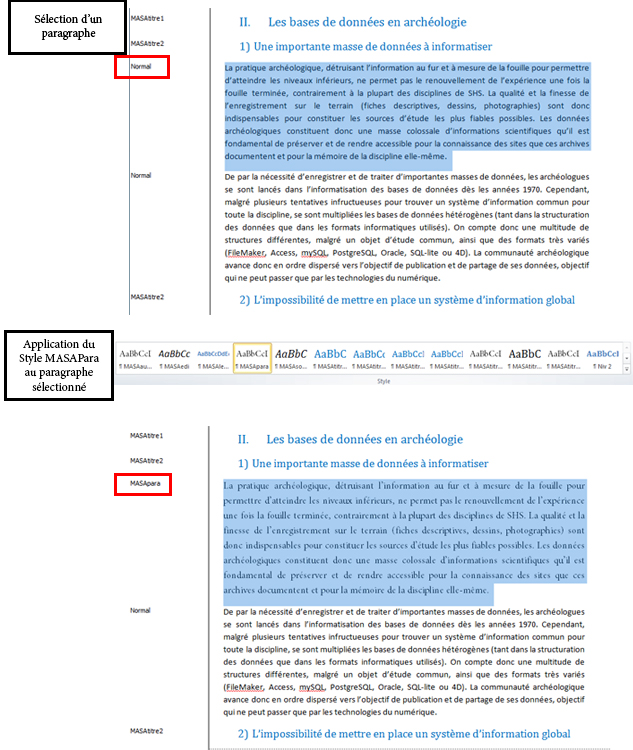 Sélection d'un
paragraphe
MASAtitre1
II. Les bases de données en archéologie
MASAtitre2
1) Une importante masse de données à informatiser
Normal
La pratique archéologique, détruisant l'information au fur et à mesure de la fouille pour permettre
d'atteindre les niveaux inférieurs, ne permet pas le renouvellement de l'expérience une fois la
fouille terminée, contrairement à la plupart des disciplines de SHS. La qualité et la finesse de
l'enregistrement sur le terrain (fiches descriptives, dessins, photographies) sont donc
indispensables pour constituer les sources d'étude les plus fiables possibles. Les données
archéologiques constituent donc une masse colossale d'informations scientifiques qu'il est
fondamental de préserver et de rendre accessible pour la connaissance des sites que ces archives
documentent et pour la mémoire de la discipline elle-même.
Normal
De par la nécessité d'enregistrer et de traiter d'importantes masses de données, les archéologues
se sont lancés dans l'informatisation des bases de données dès les années 1970. Cependant,
malgré plusieurs tentatives infructueuses pour trouver un système d'information commun pour
toute la discipline, se sont multipliées les bases de données hétérogènes (tant dans la structuration
des données que dans les formats informatiques utilisés). On compte donc une multitude de
structures différentes, malgré un objet d'étude commun, ainsi que des formats très variés
(FileMaker, Access, mySQL, PostgreSQL, Oracle, SQL-lite ou 4D). La communauté archéologique
avance donc en ordre dispersé vers l'objectif de publication et de partage de ses données, objectif
qui ne peut passer que par les technologies du numérique.
MASAtitre2
2) L'impossibilité de mettre en place un système d'information global
Application du
Style MASAPara
au paragraphe
sélectionné
AaBbCcI AaBbCc AaBbCcDdE AaBbCcI AaBbC AaBbC AaBbCc AaBbCcI AaBbCcI AaBbC AaBbCcI AaBbCcI
¶ MASAau... ¶ MASAedi ¶ MASAle... ¶ MASApara ¶ MASAso... ¶ MASAtitr... ¶ MASAtitr... ¶ MASAtitr... ¶ MASAtitr... ¶ MASAtitr... ¶ MASAtitr... ¶ Niv 2
Style
MASAtitre1
II. Les bases de données en archéologie
MASAtitre2
1) Une importante masse de données à informatiser
MASApara
La pratique archéologique, détruisant l'information au fur et à mesure de la fouille pour
permettre d'atteindre les niveaux inférieurs, ne permet pas le renouvellement de l'expérience
une fois la fouille terminée, contrairement à la plupart des disciplines de SHS. La qualité et la
finesse de l'enregistrement sur le terrain (fiches descriptives, dessins, photographies) sont
donc indispensables pour constituer les sources d'étude les plus fiables possibles. Les données
archéologiques constituent donc une masse colossale d'informations scientifiques qu'il est
fondamental de préserver et de rendre accessible pour la connaissance des sites que ces
archives documentent et pour la mémoire de la discipline elle-même.
Normal
De par la nécessité d'enregistrer et de traiter d'importantes masses de données, les archéologues
se sont lancés dans l'informatisation des bases de données dès les années 1970. Cependant,
malgré plusieurs tentatives infructueuses pour trouver un système d'information commun pour
toute la discipline, se sont multipliées les bases de données hétérogènes (tant dans la structuration
des données que dans les formats informatiques utilisés). On compte donc une multitude de
structures différentes, malgré un objet d'étude commun, ainsi que des formats très variés
(FileMaker, Access, mySQL, PostgreSQL, Oracle, SQL-lite ou 4D). La communauté archéologique
avance donc en ordre dispersé vers l'objectif de publication et de partage de ses données, objectif
qui ne peut passer que par les technologies du numérique.
MASAtitre2
2) L'impossibilité de mettre en place un système d'information global